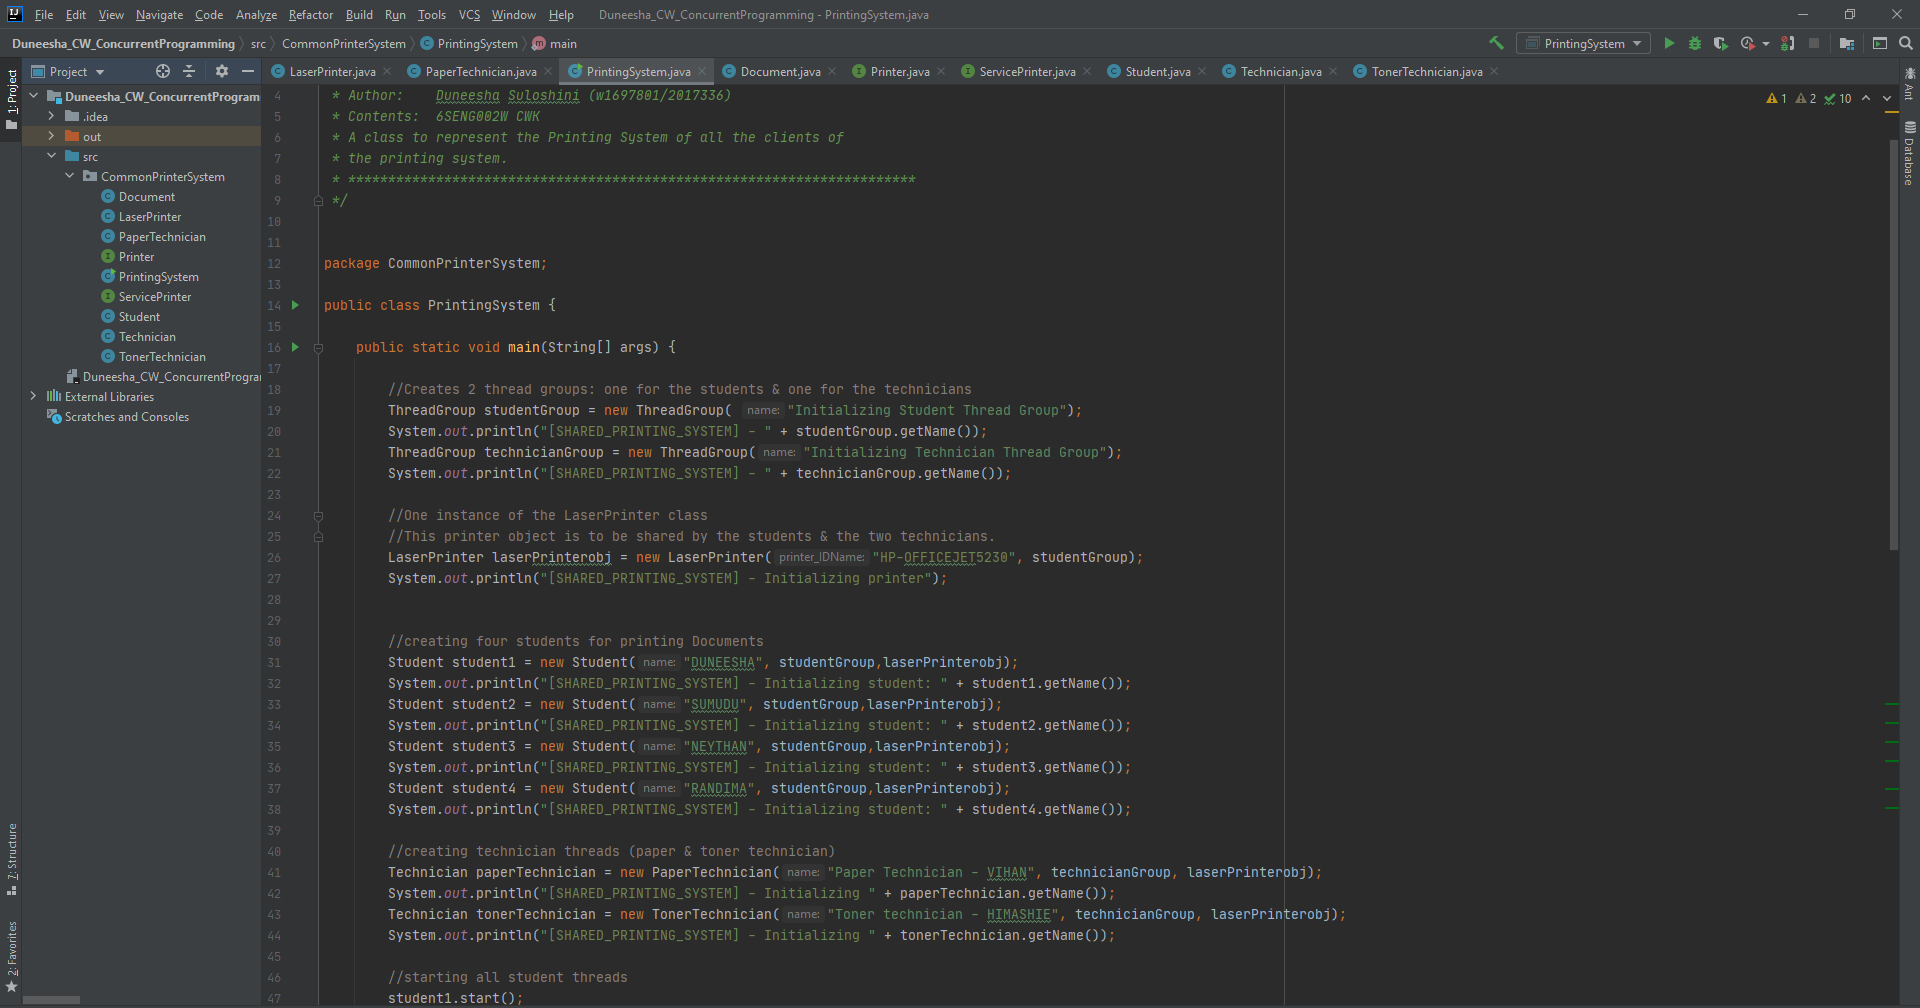 File Edit View Navigate Code Analyze Refactor Build Run Tools VCS Window Help Duneesha_CW_ConcurrentProgramming - PrintingSystem.java
Duneesha_CW_ConcurrentProgramming src CommonPrinterSystem PrintingSystem main PrintingSystem
Project
LaserPrinter.java PaperTechnician.java PrintingSystem.java Document.java Printer.java ServicePrinter.java Student.java Technician.java TonerTechnician.java
1: Project
7: Structure
2: Favorites
Duneesha_CW_ConcurrentProgram
.idea
out
src
CommonPrinterSystem
Document
LaserPrinter
PaperTechnician
Printer
PrintingSystem
ServicePrinter
Student
Technician
TonerTechnician
Duneesha_CW_ConcurrentProgra
External Libraries
Scratches and Consoles
4 * Author: Duneesha Suloshini (w1697801/2017336)
5 * Contents: 6SENG002W CWK
6 * A class to represent the Printing System of all the clients of
7 * the printing system.
8 * ***********************************************************************
9 */
10
11
12 package CommonPrinterSystem;
13
14 public class PrintingSystem {
15
16 public static void main(String[] args) {
17
18 //Creates 2 thread groups: one for the students & one for the technicians
19 ThreadGroup studentGroup = new ThreadGroup( name: "Initializing Student Thread Group");
20 System.out.println("[SHARED_PRINTING_SYSTEM] - " + studentGroup.getName());
21 ThreadGroup technicianGroup = new ThreadGroup( name: "Initializing Technician Thread Group");
22 System.out.println("[SHARED_PRINTING_SYSTEM] - " + technicianGroup.getName());
23
24 //One instance of the LaserPrinter class
25 //This printer object is to be shared by the students & the two technicians.
26 LaserPrinter laserPrinterobj = new LaserPrinter( printer_IDName: "HP-OFFICEJET5230", studentGroup);
27 System.out.println("[SHARED_PRINTING_SYSTEM] - Initializing printer");
28
29
30 //creating four students for printing Documents
31 Student student1 = new Student( name: "DUNEESHA", studentGroup,laserPrinterobj);
32 System.out.println("[SHARED_PRINTING_SYSTEM] - Initializing student: " + student1.getName());
33 Student student2 = new Student( name: "SUMUDU", studentGroup,laserPrinterobj);
34 System.out.println("[SHARED_PRINTING_SYSTEM] - Initializing student: " + student2.getName());
35 Student student3 = new Student( name: "NEYTHAN", studentGroup,laserPrinterobj);
36 System.out.println("[SHARED_PRINTING_SYSTEM] - Initializing student: " + student3.getName());
37 Student student4 = new Student( name: "RANDIMA", studentGroup,laserPrinterobj);
38 System.out.println("[SHARED_PRINTING_SYSTEM] - Initializing student: " + student4.getName());
39
40 //creating technician threads (paper & toner technician)
41 Technician paperTechnician = new PaperTechnician( name: "Paper Technician - VIHAN", technicianGroup, laserPrinterobj);
42 System.out.println("[SHARED_PRINTING_SYSTEM] - Initializing " + paperTechnician.getName());
43 Technician tonerTechnician = new TonerTechnician( name: "Toner technician - HIMASHIE", technicianGroup, laserPrinterobj);
44 System.out.println("[SHARED_PRINTING_SYSTEM] - Initializing " + tonerTechnician.getName());
45
46 //starting all student threads
47 student1.start();
1 2 10
Ant
Database